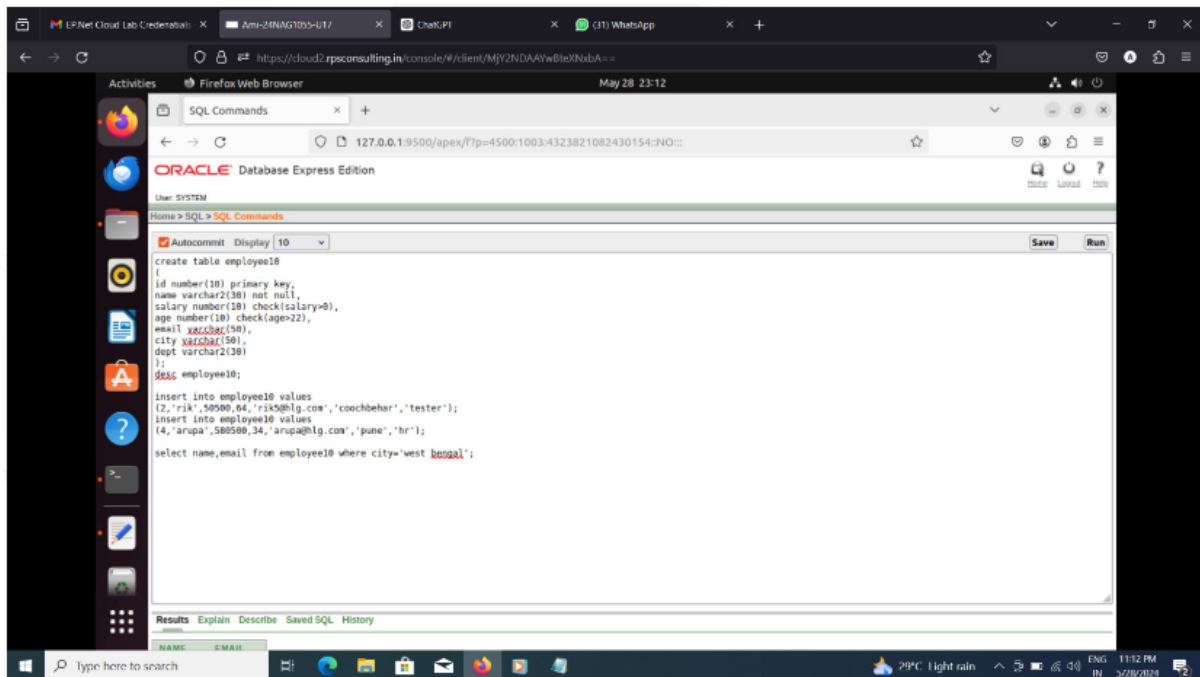 EP.Net Cloud Lab Credenatials
Ami-24NAG1055-U17
ChatGPT
(31) WhatsApp
https://cloud2.rpsconsulting.in/console/#/client/MjY2NDAAYwBteXNxbA==
Activities
Firefox Web Browser
May 28 23:12
SQL Commands
127.0.0.1:9500/apex/f?p=4500:1003:4323821082430154::NO:::
ORACLE Database Express Edition
Home Logout Help
User: SYSTEM
Home > SQL > SQL Commands
Autocommit Display 10
Save Run
create table employee10
(
id number(10) primary key,
name varchar2(30) not null,
salary number(10) check(salary>0),
age number(10) check(age>22),
email varchar(50),
city varchar(50),
dept varchar2(30)
);
desc employee10;
insert into employee10 values
(2,'rik',50500,64,'rik5@hlg.com','coochbehar','tester');
insert into employee10 values
(4,'arupa',580500,34,'arupa@hlg.com','pune','hr');
select name,email from employee10 where city='west bengal';
Results Explain Describe Saved SQL History
NAME EMAIL
Type here to search
29°C Light rain
ENG
IN
11:12 PM
5/28/2024